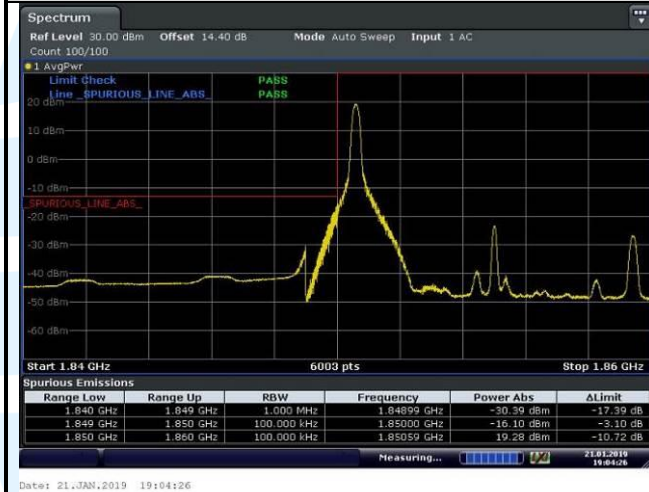 Spectrum
Ref Level 30.00 dBm Offset 14.40 dB Mode Auto Sweep Input 1 AC
Count 100/100
1 AvgPwr
Limit Check PASS
Line _SPURIOUS_LINE_ABS_ PASS
20 dBm
10 dBm
0 dBm
-10 dBm
_SPURIOUS_LINE_ABS_
-20 dBm
-30 dBm
-40 dBm
-50 dBm
-60 dBm
Start 1.84 GHz 6003 pts Stop 1.86 GHz
Spurious Emissions
Range Low Range Up RBW Frequency Power Abs ΔLimit
1.840 GHz 1.849 GHz 1.000 MHz 1.84899 GHz -30.39 dBm -17.39 dB
1.849 GHz 1.850 GHz 100.000 kHz 1.85000 GHz -16.10 dBm -3.10 dB
1.850 GHz 1.860 GHz 100.000 kHz 1.85059 GHz 19.28 dBm -10.72 dB
Measuring... 21.01.2019
19:04:26
Date: 21.JAN.2019 19:04:26